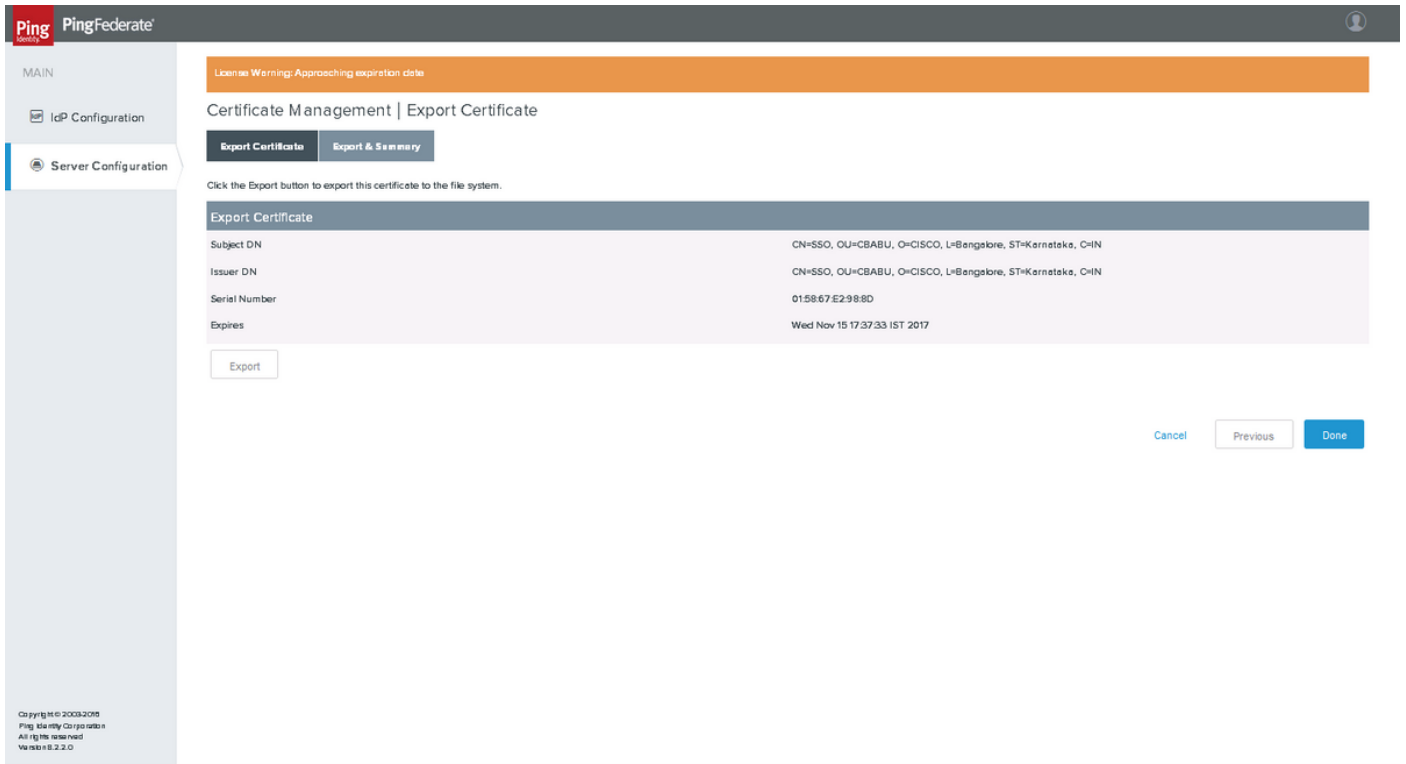 Ping
Identity
PingFederate
MAIN
IdP Configuration
Server Configuration
License Warning: Approaching expiration date
Certificate Management | Export Certificate
Export Certificate
Export & Summary
Click the Export button to export this certificate to the file system.
Export Certificate
Subject DN CN=SSO, OU=CBABU, O=CISCO, L=Bangalore, ST=Karnataka, C=IN
Issuer DN CN=SSO, OU=CBABU, O=CISCO, L=Bangalore, ST=Karnataka, C=IN
Serial Number 01:58:67:E2:98:8D
Expires Wed Nov 15 17:37:33 IST 2017
Export
Cancel
Previous
Done
Copyright © 2003-2016
Ping Identity Corporation
All rights reserved
Version 8.2.2.0